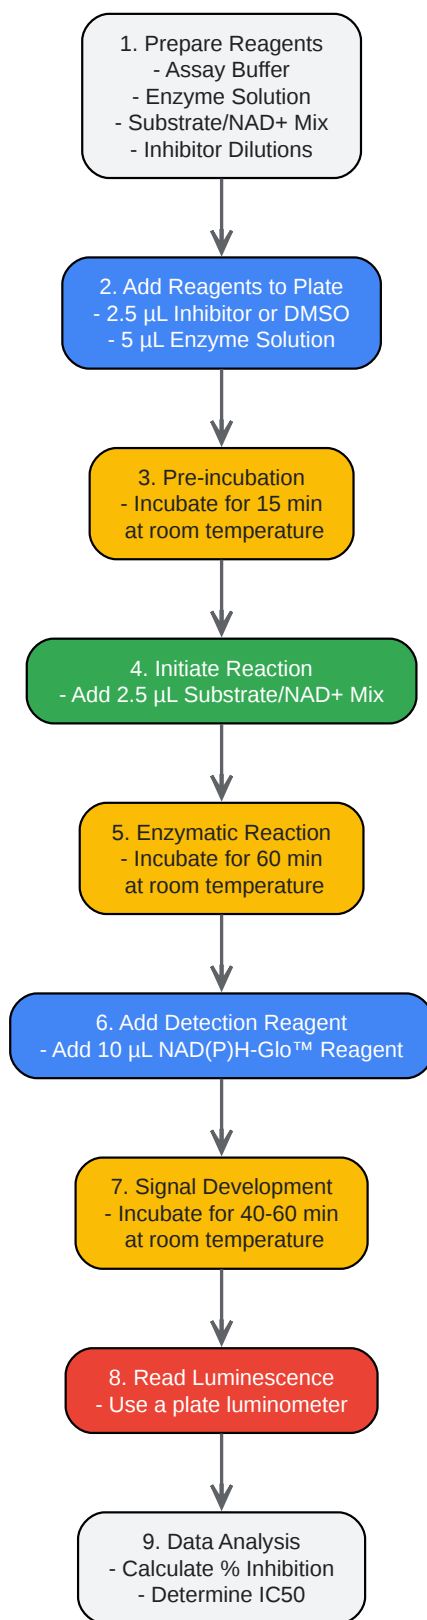 1. Prepare Reagents
- Assay Buffer
- Enzyme Solution
- Substrate/NAD+ Mix
- Inhibitor Dilutions
2. Add Reagents to Plate
- 2.5 µL Inhibitor or DMSO
- 5 µL Enzyme Solution
3. Pre-incubation
- Incubate for 15 min
at room temperature
4. Initiate Reaction
- Add 2.5 µL Substrate/NAD+ Mix
5. Enzymatic Reaction
- Incubate for 60 min
at room temperature
6. Add Detection Reagent
- Add 10 µL NAD(P)H-Glo™ Reagent
7. Signal Development
- Incubate for 40-60 min
at room temperature
8. Read Luminescence
- Use a plate luminometer
9. Data Analysis
- Calculate % Inhibition
- Determine IC50